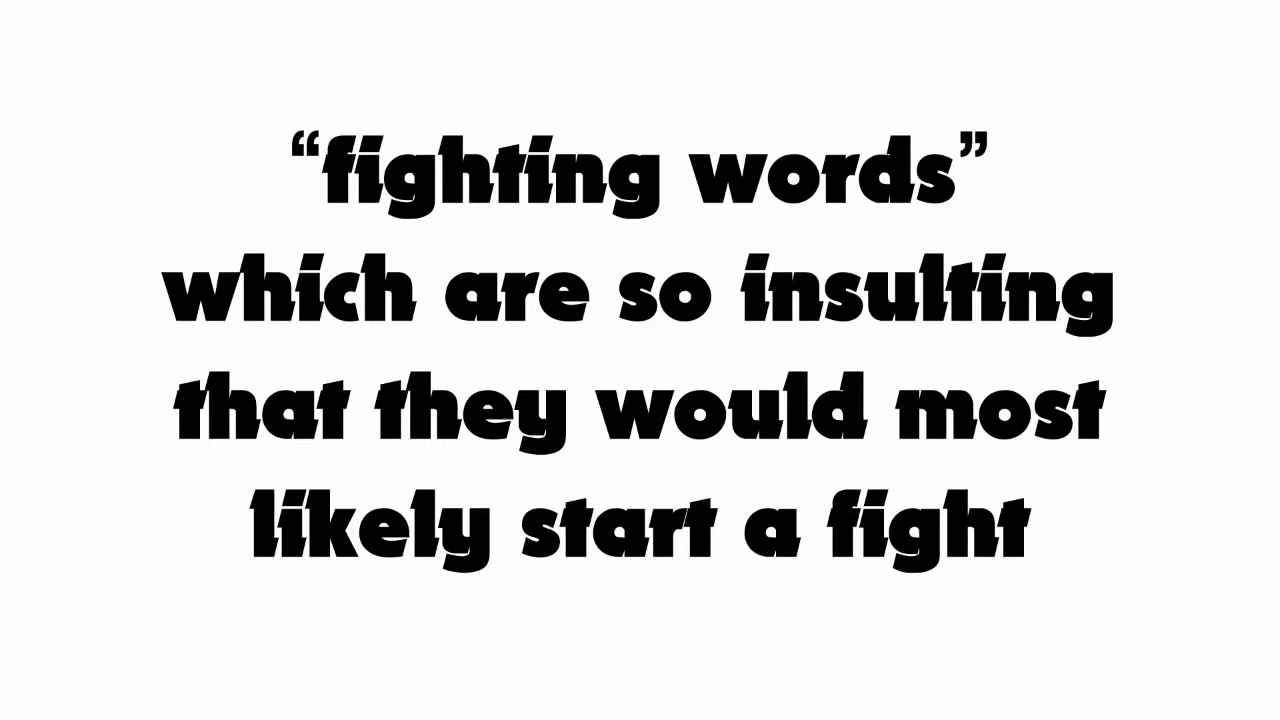 “fighting words”
which are so insulting
that they would most
likely start a fight